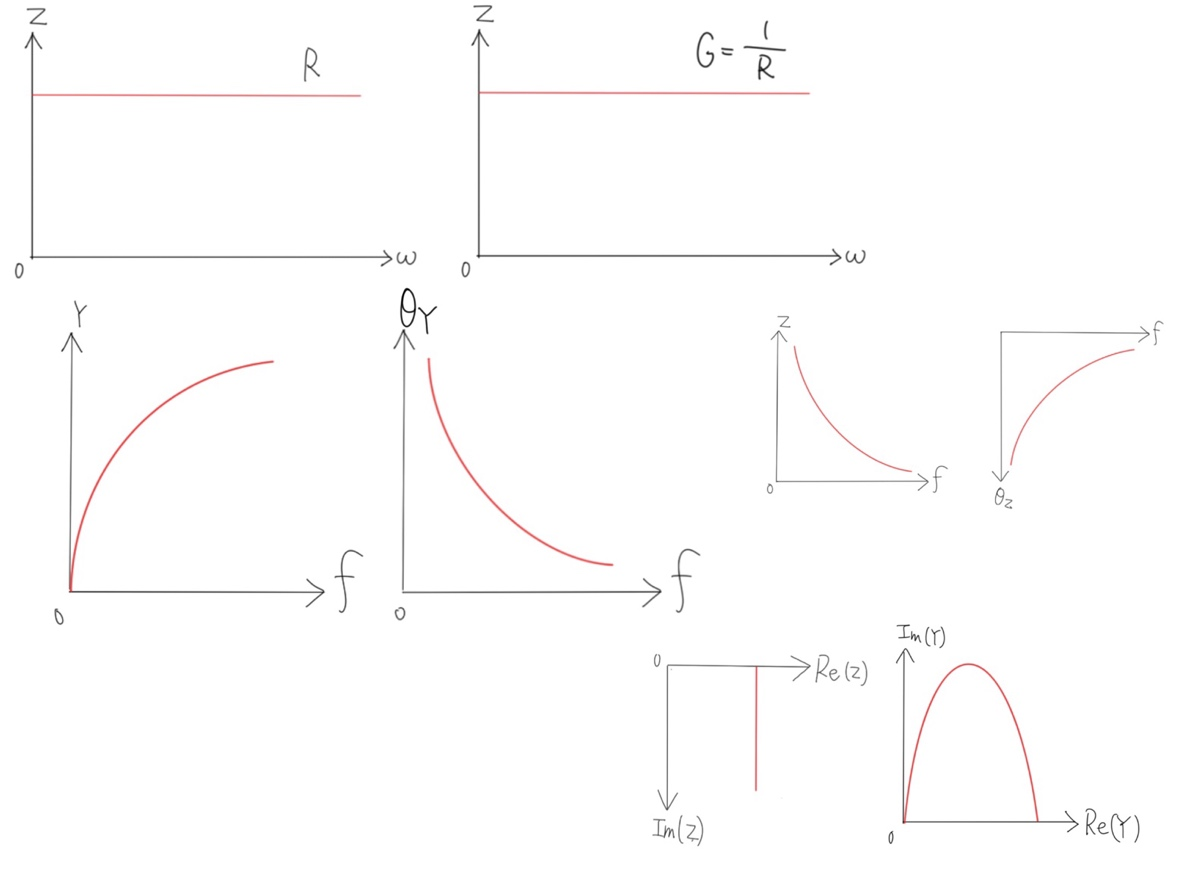 Z
R
0
ω
Z
G = 1/R
0
ω
Y
0
f
θY
0
f
Z
0
f
f
θz
0
Re(z)
Im(z)
Im(Y)
0
Re(Y)